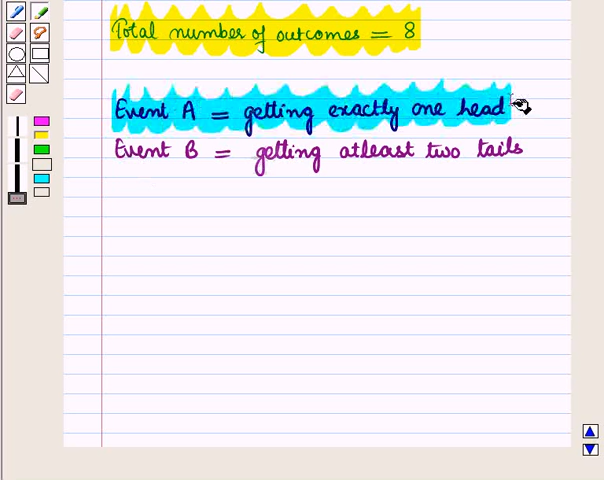 Total number of outcomes = 8
Event A = getting exactly one head
Event B = getting atleast two tails